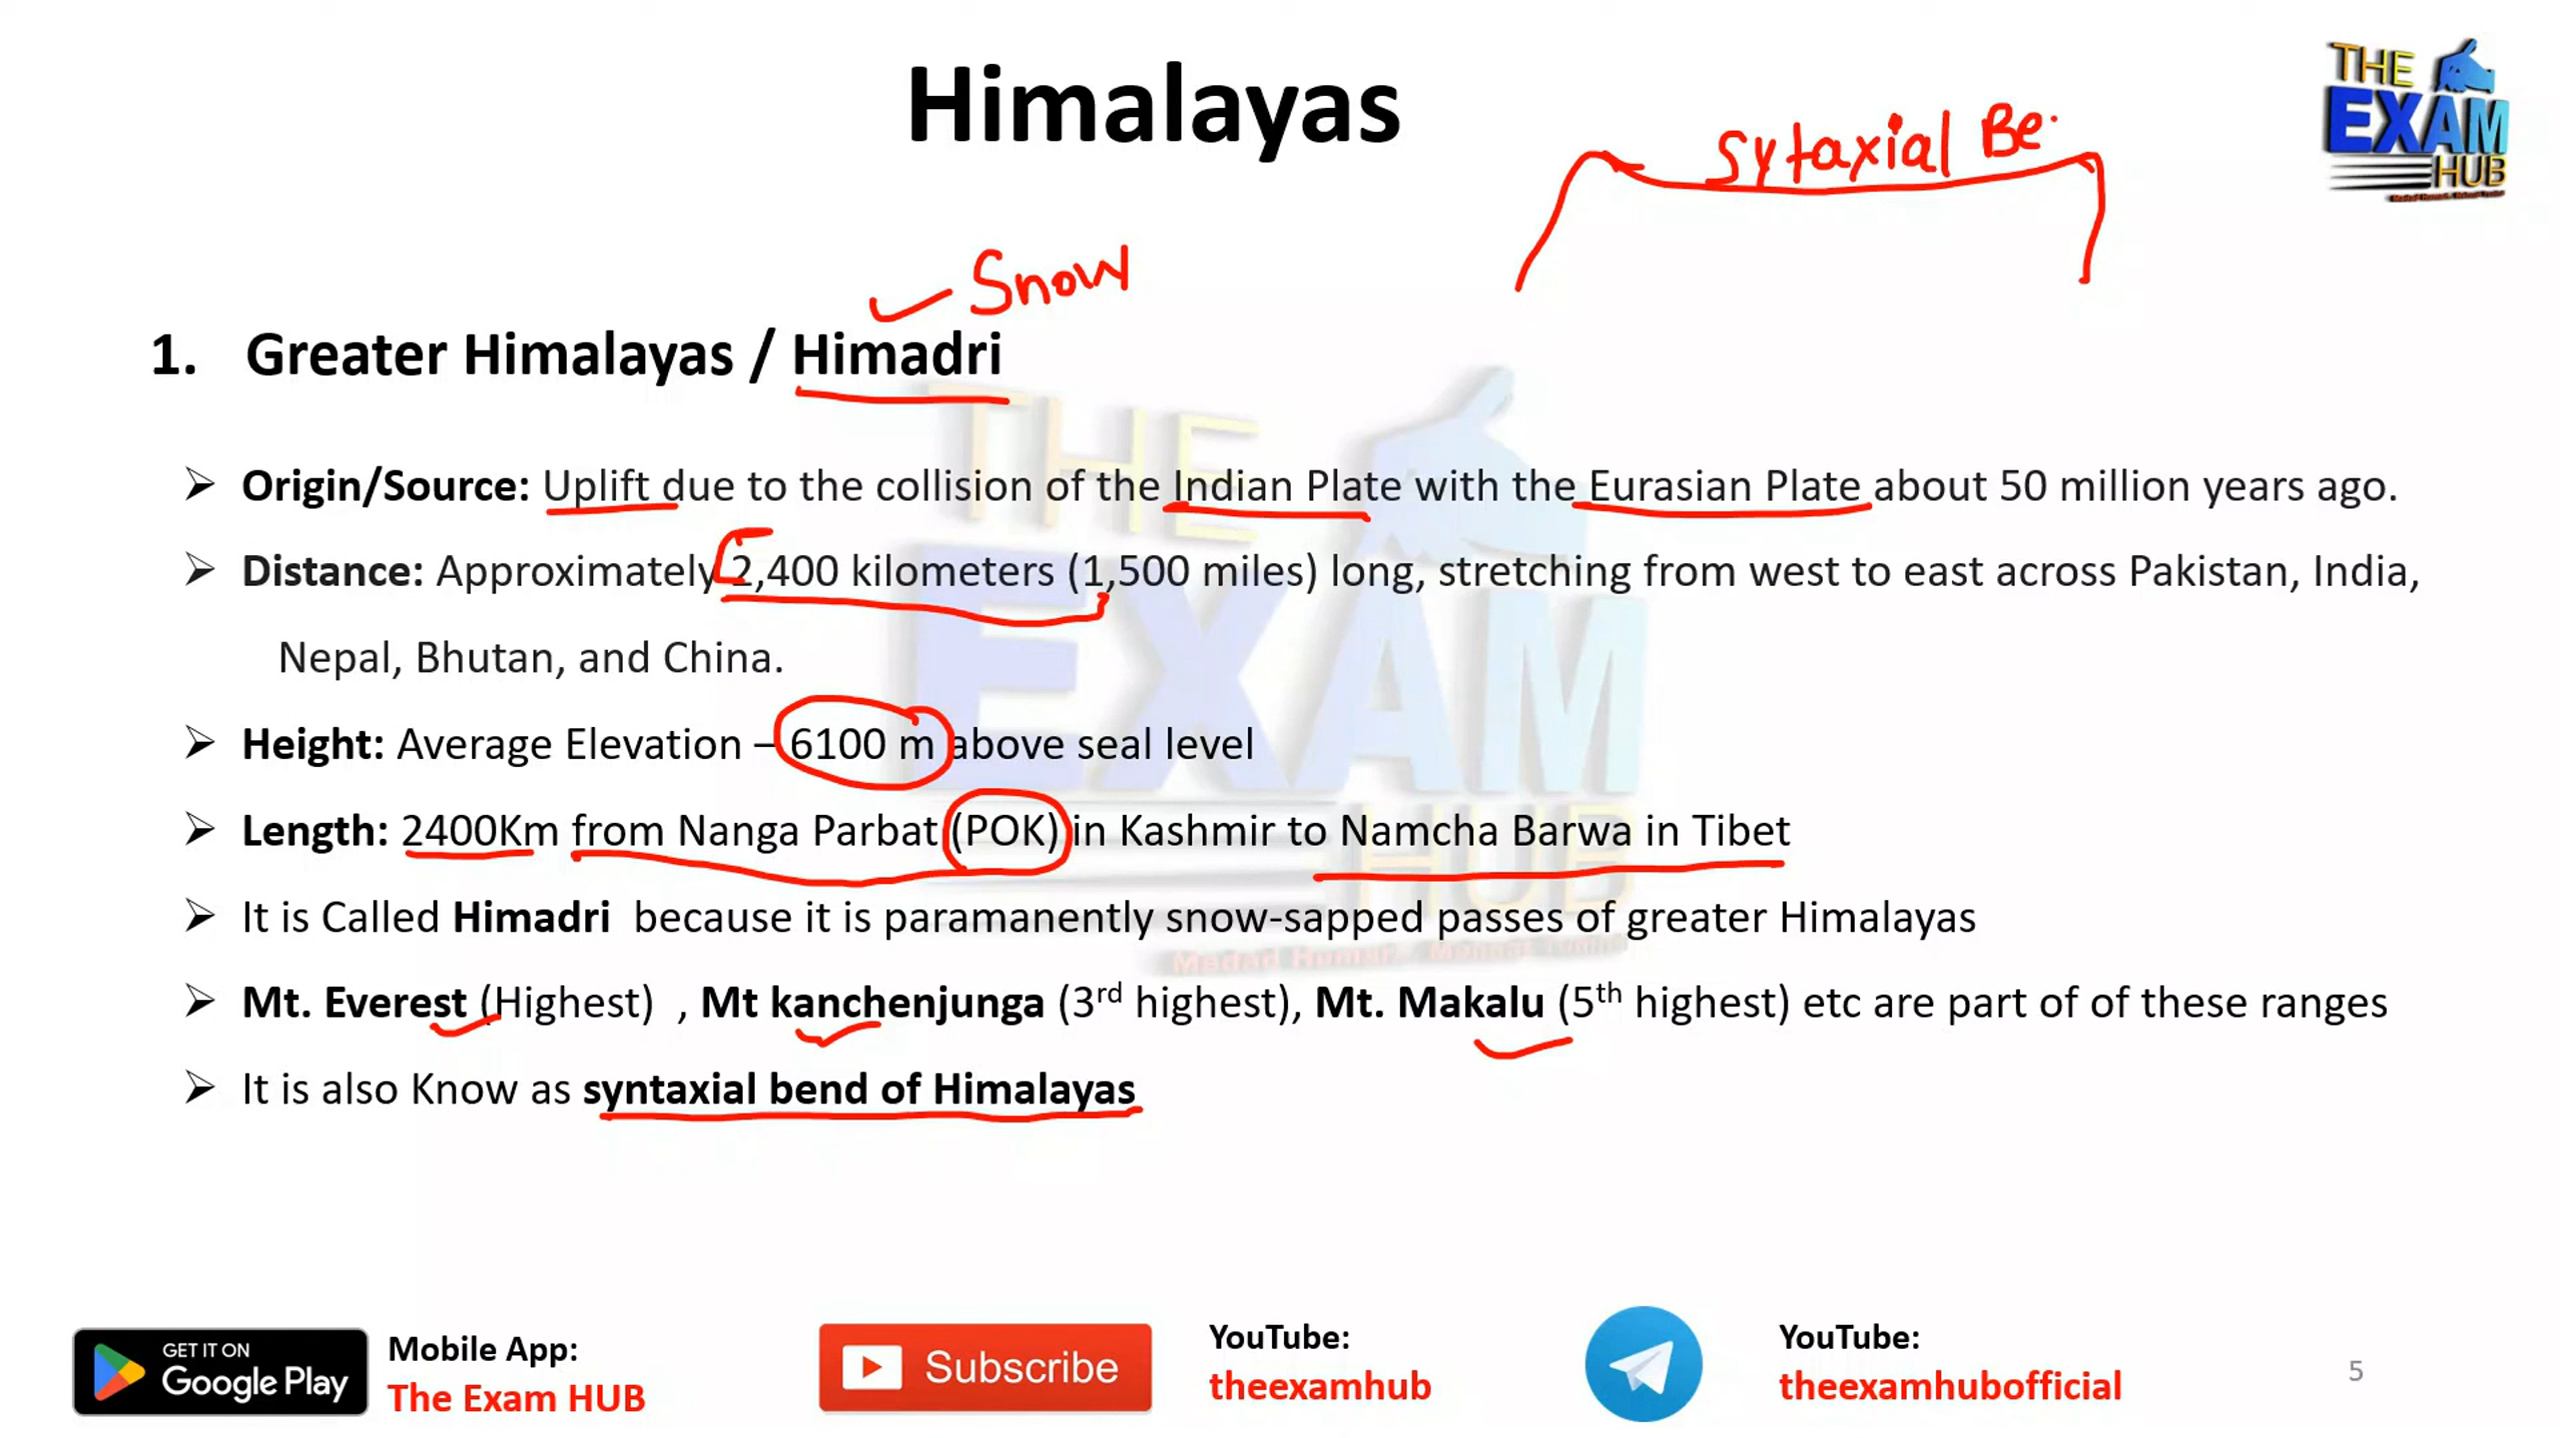 Himalayas
THE
EXAM
HUB
Sytaxial Be.
Snow
1. Greater Himalayas / Himadri
➢ Origin/Source: Uplift due to the collision of the Indian Plate with the Eurasian Plate about 50 million years ago.
➢ Distance: Approximately 2,400 kilometers (1,500 miles) long, stretching from west to east across Pakistan, India,
Nepal, Bhutan, and China.
➢ Height: Average Elevation – 6100 m above seal level
➢ Length: 2400Km from Nanga Parbat (POK) in Kashmir to Namcha Barwa in Tibet
➢ It is Called Himadri because it is paramanently snow-sapped passes of greater Himalayas
➢ Mt. Everest (Highest) , Mt kanchenjunga (3rd highest), Mt. Makalu (5th highest) etc are part of of these ranges
➢ It is also Know as syntaxial bend of Himalayas
THE
EXAM
HUB
GET IT ON
Google Play
Mobile App:
The Exam HUB
Subscribe
YouTube:
theexamhub
YouTube:
theexamhubofficial
5